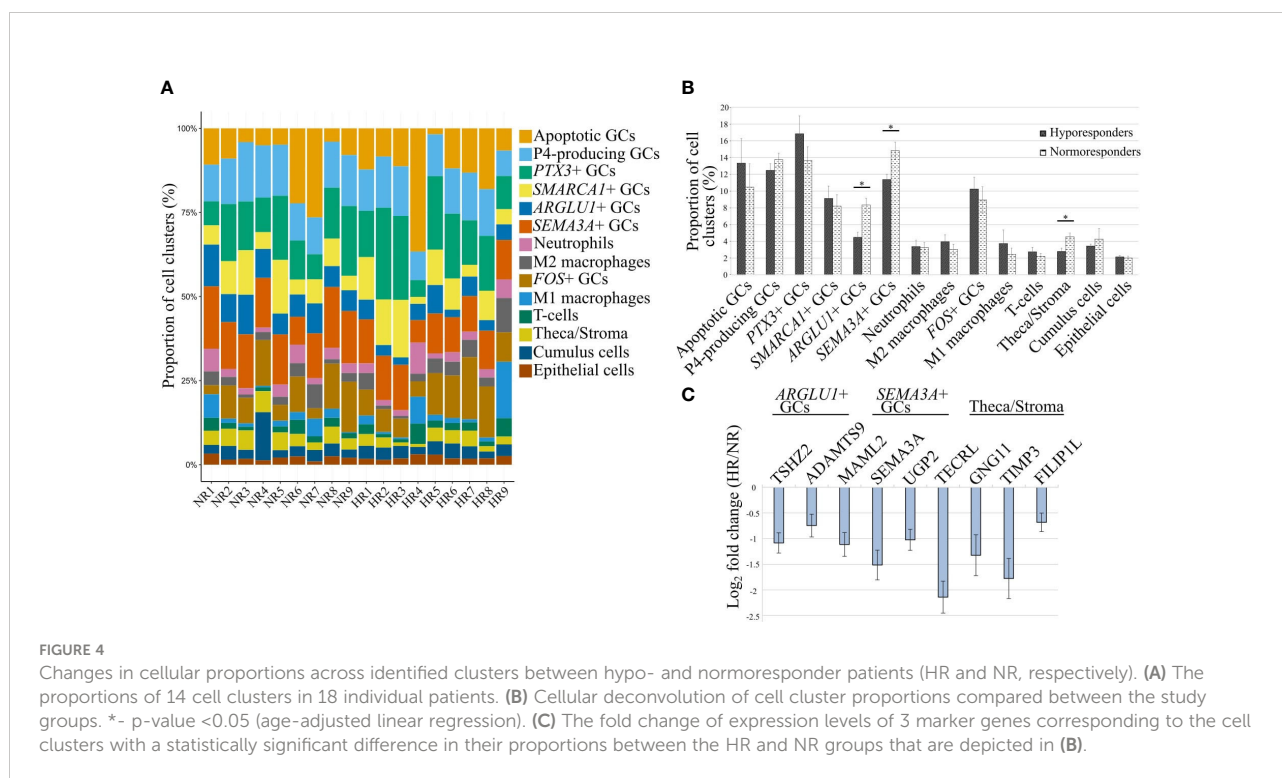 A
100%
75%
50%
25%
0%
Proportion of cell clusters (%)
NR1 NR2 NR3 NR4 NR5 NR6 NR7 NR8 NR9 HR1 HR2 HR3 HR4 HR5 HR6 HR7 HR8 HR9
Apoptotic GCs
P4-producing GCs
PTX3+ GCs
SMARCA1+ GCs
ARGLU1+ GCs
SEMA3A+ GCs
Neutrophils
M2 macrophages
FOS+ GCs
M1 macrophages
T-cells
Theca/Stroma
Cumulus cells
Epithelial cells
B
Proportion of cell
clusters (%)
20
18
16
14
12
10
8
6
4
2
0
* * *
Hyporesponders
Normoresponders
Apoptotic GCs
P4-producing GCs
PTX3+ GCs
SMARCA1+ GCs
ARGLU1+ GCs
SEMA3A+ GCs
Neutrophils
M2 macrophages
FOS+ GCs
M1 macrophages
T-cells
Theca/Stroma
Cumulus cells
Epithelial cells
C
ARGLU1+
GCs
SEMA3A+
GCs
Theca/Stroma
TSHZ2
ADAMTS9
MAML2
SEMA3A
UGP2
TECRL
GNG11
TIMP3
FILIP1L
Log2 fold change (HR/NR)
0
-0.5
-1
-1.5
-2
-2.5
FIGURE 4
Changes in cellular proportions across identified clusters between hypo- and normoresponder patients (HR and NR, respectively). (A) The
proportions of 14 cell clusters in 18 individual patients. (B) Cellular deconvolution of cell cluster proportions compared between the study
groups. *- p-value <0.05 (age-adjusted linear regression). (C) The fold change of expression levels of 3 marker genes corresponding to the cell
clusters with a statistically significant difference in their proportions between the HR and NR groups that are depicted in (B).